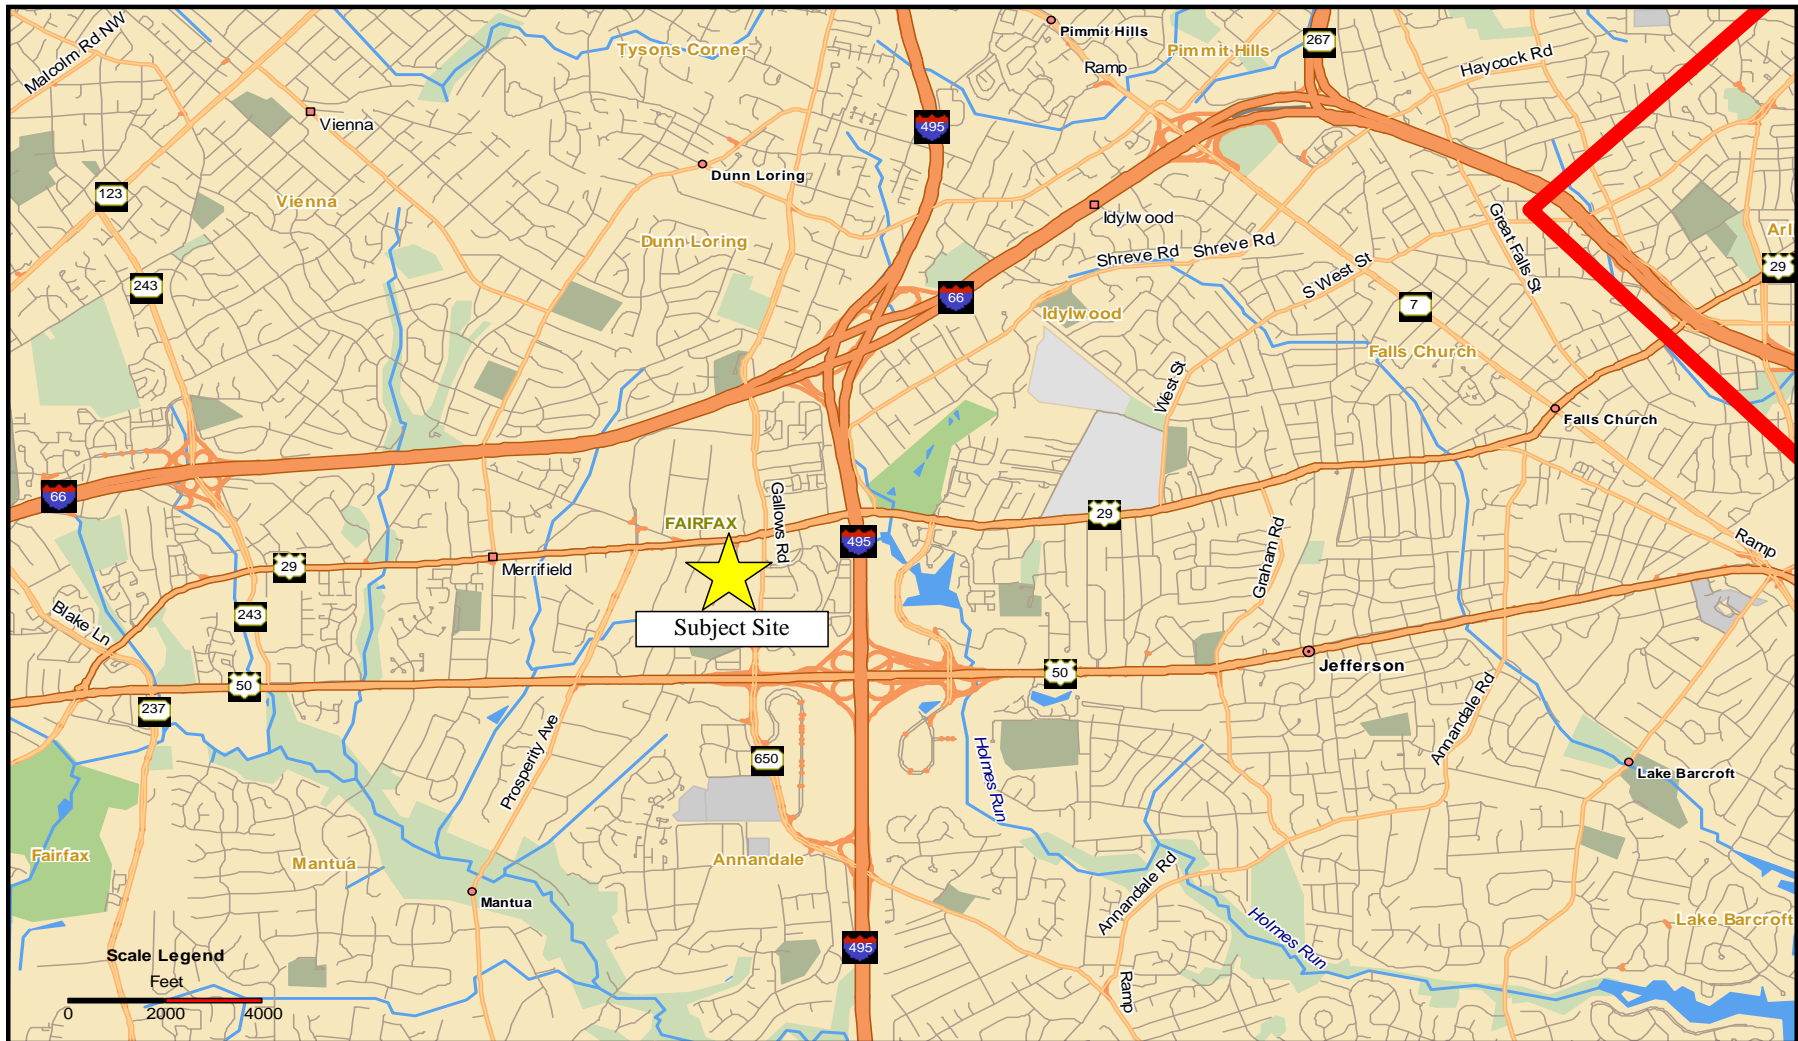 Malcolm Rd NW
Tysons Corner
Pimmit Hills
Pimmit Hills
267
Ramp
Haycock Rd
Vienna
495
Dunn Loring
123
Vienna
Idylwood
Great Falls St
Arl
Dunn Loring
Shreve Rd
Shreve Rd
S West St
29
243
66
Idylwood
7
Falls Church
West St
Falls Church
66
Gallows Rd
FAIRFAX
29
495
Graham Rd
Ramp
29
Merrifield
Blake Ln
243
Subject Site
Jefferson
50
50
237
Annandale Rd
Prosperity Ave
650
Holmes Run
Lake Barcroft
Fairfax
Mantua
Annandale
Mantua
Annandale Rd
Holmes Run
Lake Barcroft
495
Scale Legend
Feet
Ramp
0 2000 4000